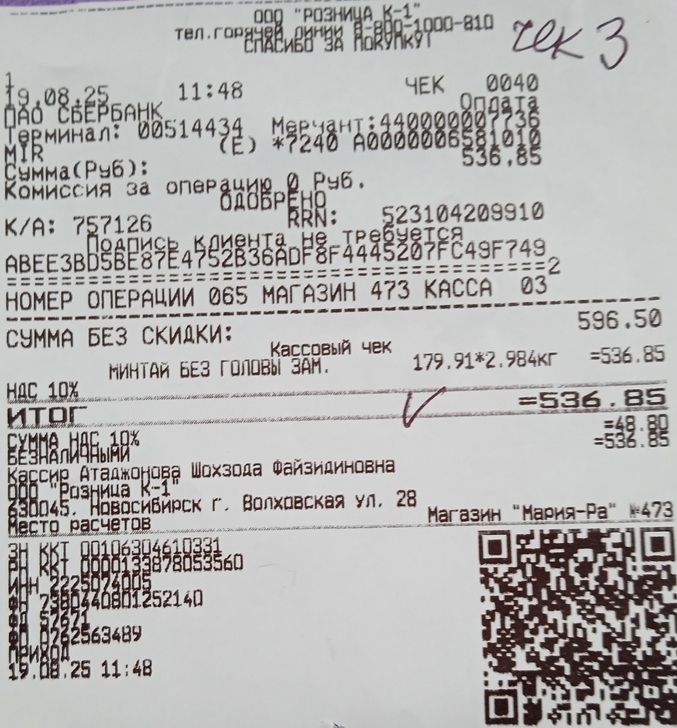 ООО "РОЗНИЦА К-1"
тел.горячей линии 8-800-1000-810
СПАСИБО ЗА ПОКУПКУ!
чек 3
1
19.08.25 11:48 ЧЕК 0040
ПАО СБЕРБАНК Оплата
Терминал: 00514434 Мерчант:440000007736
MIR (E) *7240 A0000006581010
Сумма(Руб): 536.85
Комиссия за операцию 0 Руб.
ОДОБРЕНО
К/А: 757126 RRN: 523104209910
Подпись клиента не требуется
ABEE3BD5BE87E4752B36ADF8F4445207FC49F749
==========================================2
НОМЕР ОПЕРАЦИИ 065 МАГАЗИН 473 КАССА 03
СУММА БЕЗ СКИДКИ: 596.50
Кассовый чек
МИНТАЙ БЕЗ ГОЛОВЫ ЗАМ. 179.91*2.984кг =536.85
НДС 10%
ИТОГ =536.85
СУММА НДС 10% =48.80
БЕЗНАЛИЧНЫМИ =536.85
Кассир Атаджонова Шохзода Файзидиновна
ООО "Розница К-1"
630045. Новосибирск г. Волховская ул. 28
Место расчетов Магазин "Мария-Ра" №473
ЗН ККТ 00106304610331
РН ККТ 0000133878053560
ИНН 2225074005
ФН 7380440801252140
ФД 57671
ФП 0762563489
ПРИХОД
19.08.25 11:48